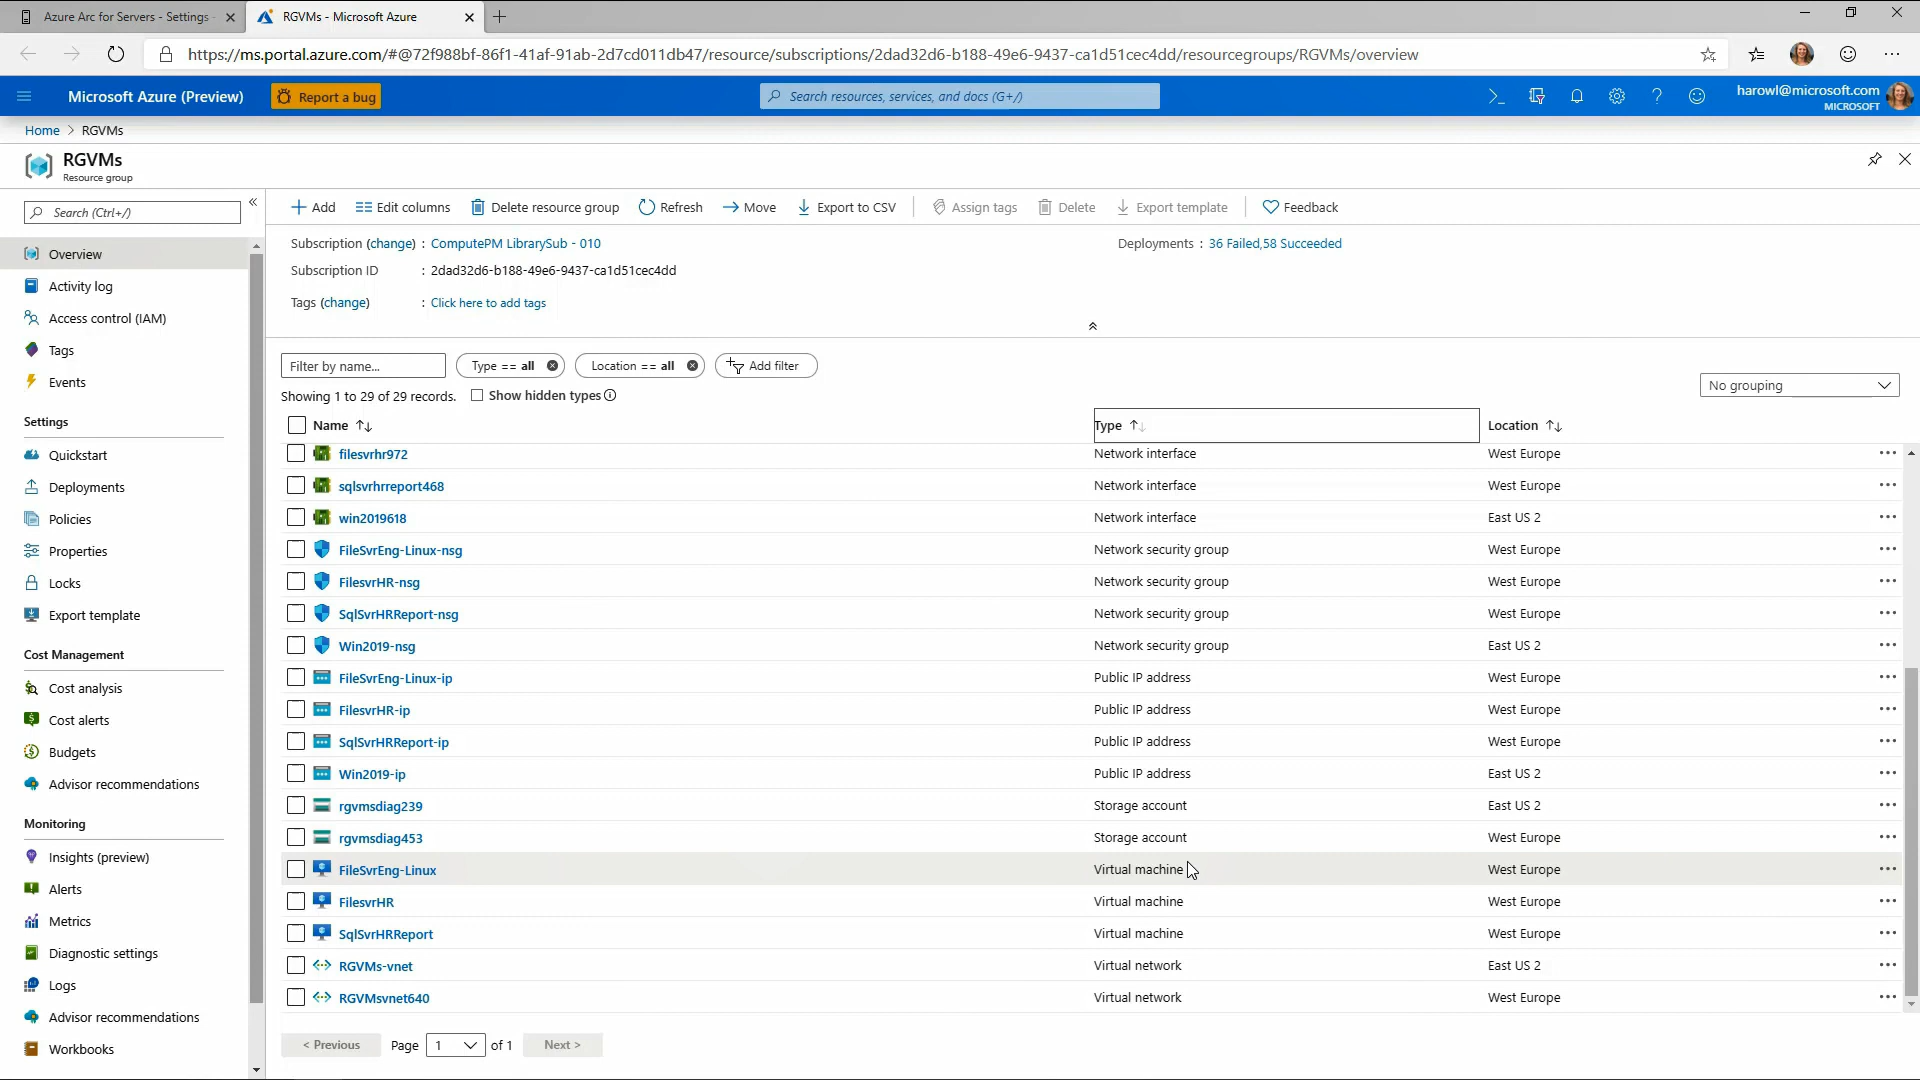 Azure Arc for Servers - Settings
RGVMs - Microsoft Azure
https://ms.portal.azure.com/#@72f988bf-86f1-41af-91ab-2d7cd011db47/resource/subscriptions/2dad32d6-b188-49e6-9437-ca1d51cec4dd/resourcegroups/RGVMs/overview
Microsoft Azure (Preview)
Report a bug
Search resources, services, and docs (G+/)
harowl@microsoft.com
MICROSOFT
Home > RGVMs
RGVMs
Resource group
Search (Ctrl+/)
Overview
Activity log
Access control (IAM)
Tags
Events
Settings
Quickstart
Deployments
Policies
Properties
Locks
Export template
Cost Management
Cost analysis
Cost alerts
Budgets
Advisor recommendations
Monitoring
Insights (preview)
Alerts
Metrics
Diagnostic settings
Logs
Advisor recommendations
Workbooks
Add Edit columns Delete resource group Refresh Move Export to CSV Assign tags Delete Export template Feedback
Subscription (change) : ComputePM LibrarySub - 010
Deployments : 36 Failed,58 Succeeded
Subscription ID : 2dad32d6-b188-49e6-9437-ca1d51cec4dd
Tags (change) : Click here to add tags
Filter by name... Type == all Location == all Add filter
Showing 1 to 29 of 29 records. Show hidden types
No grouping
Name Type Location
filesvrhr972 Network interface West Europe
sqlsvrhrreport468 Network interface West Europe
win2019618 Network interface East US 2
FileSvrEng-Linux-nsg Network security group West Europe
FilesvrHR-nsg Network security group West Europe
SqlSvrHRReport-nsg Network security group West Europe
Win2019-nsg Network security group East US 2
FileSvrEng-Linux-ip Public IP address West Europe
FilesvrHR-ip Public IP address West Europe
SqlSvrHRReport-ip Public IP address West Europe
Win2019-ip Public IP address East US 2
rgvmsdiag239 Storage account East US 2
rgvmsdiag453 Storage account West Europe
FileSvrEng-Linux Virtual machine West Europe
FilesvrHR Virtual machine West Europe
SqlSvrHRReport Virtual machine West Europe
RGVMs-vnet Virtual network East US 2
RGVMsvnet640 Virtual network West Europe
< Previous Page 1 of 1 Next >